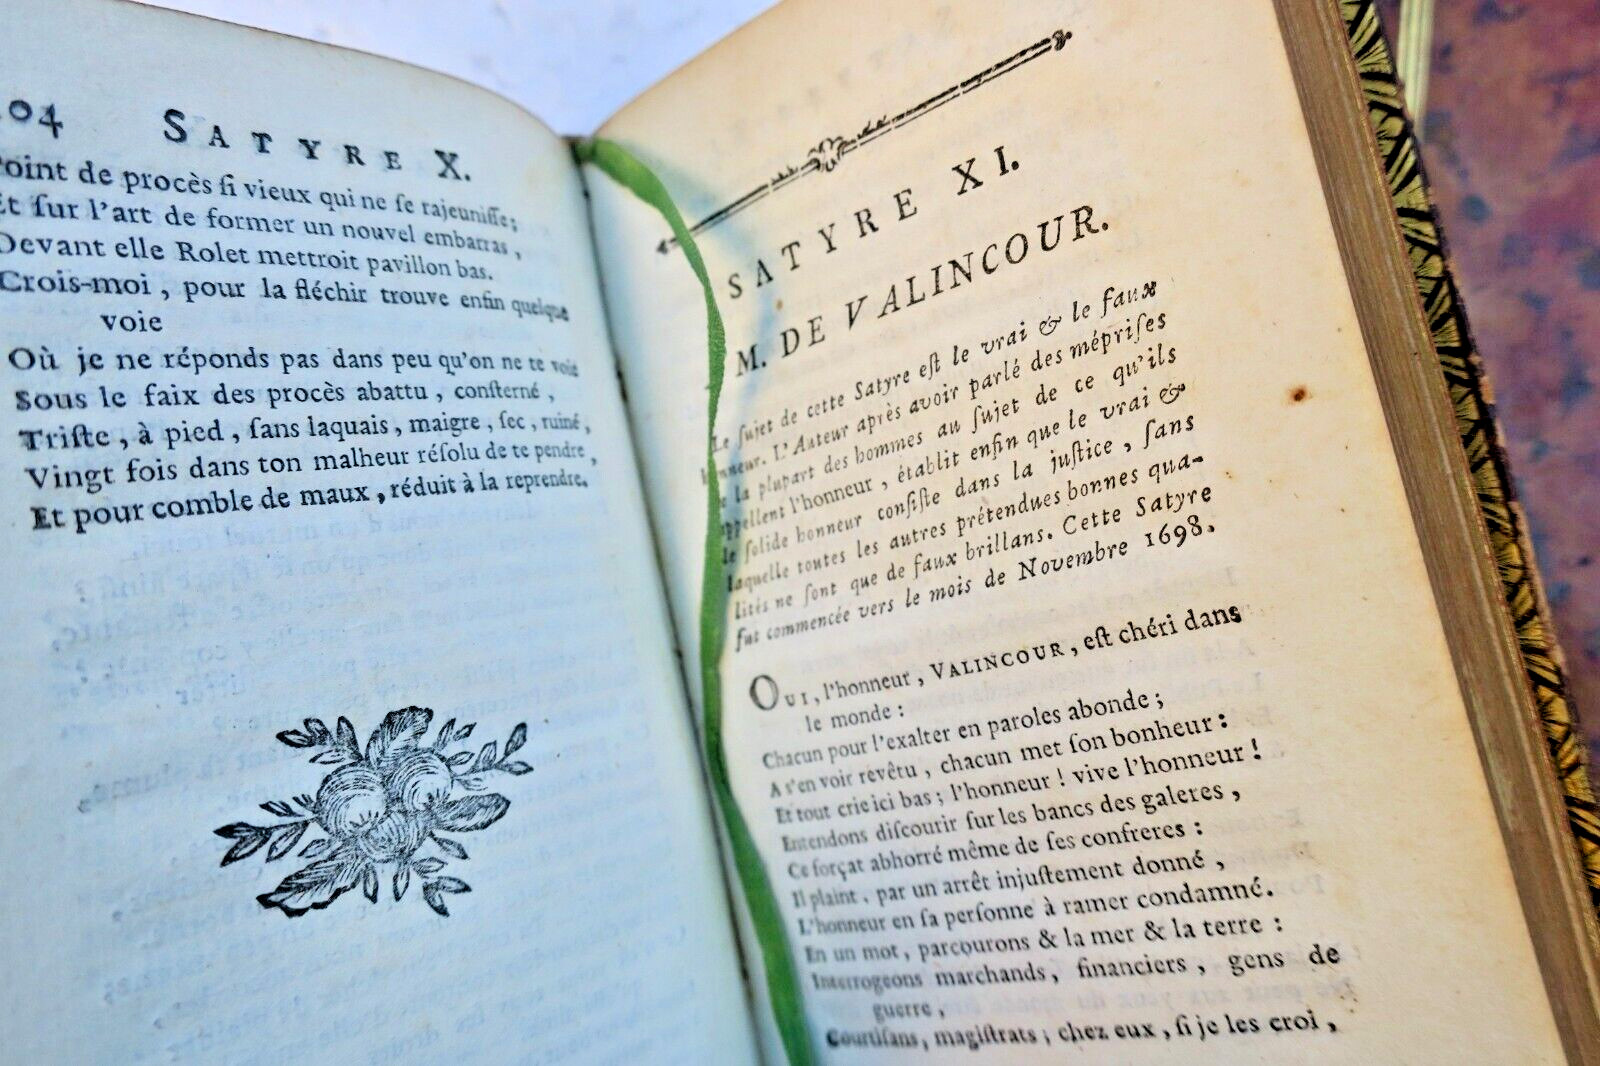 04 SATYRE X.
Point de procès ſi vieux qui ne ſe rajeuniſſe;
Et ſur l'art de former un nouvel embarras,
Devant elle Rolet mettroit pavillon bas.
Crois-moi, pour la fléchir trouve enfin quelque
voie
Où je ne réponds pas dans peu qu'on ne te voie
Sous le faix des procès abattu, conſterné,
Triſte, à pied, ſans laquais, maigre, ſec, ruiné,
Vingt fois dans ton malheur réſolu de te pendre,
Et pour comble de maux, réduit à la reprendre.
SATYRE XI.
M. DE VALINCOUR.
Le ſujet de cette Satyre eſt le vrai & le faux
honneur. L'Auteur après avoir parlé des mépriſes
de la plupart des hommes au ſujet de ce qu'ils
appellent l'honneur, établit enfin que le vrai &
le ſolide honneur conſiſte dans la juſtice, ſans
laquelle toutes les autres prétendues bonnes qua-
lités ne ſont que de faux brillans. Cette Satyre
fut commencée vers le mois de Novembre 1698.
OUI, l'honneur, VALINCOUR, eſt chéri dans
le monde:
Chacun pour l'exalter en paroles abonde;
A s'en voir revêtu, chacun met ſon bonheur:
Et tout crie ici bas; l'honneur! vive l'honneur!
Entendons diſcourir ſur les bancs des galeres,
Ce forçat abhorré même de ſes confreres:
Il plaint, par un arrêt injuſtement donné,
L'honneur en ſa perſonne à ramer condamné.
En un mot, parcourons & la mer & la terre:
Interrogeons marchands, financiers, gens de
guerre,
Courtiſans, magiſtrats; chez eux, ſi je les croi,